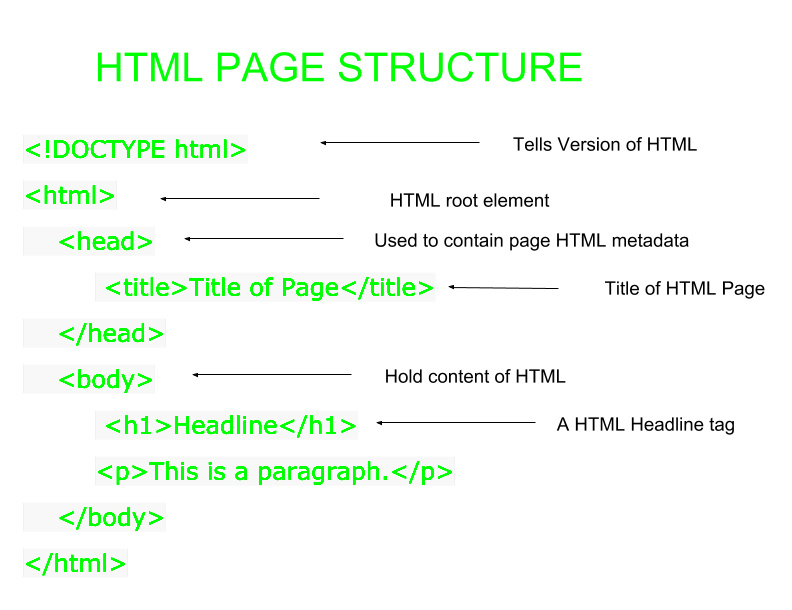 HTML PAGE STRUCTURE
<!DOCTYPE html>
Tells Version of HTML
<html>
HTML root element
<head>
Used to contain page HTML metadata
<title>Title of Page</title>
Title of HTML Page
</head>
<body>
Hold content of HTML
<h1>Headline</h1>
A HTML Headline tag
<p>This is a paragraph.</p>
</body>
</html>